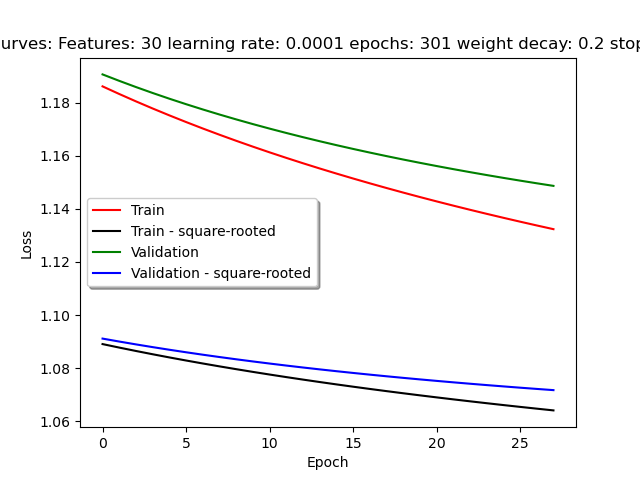 urves: Features: 30 learning rate: 0.0001 epochs: 301 weight decay: 0.2 stop
1.18
1.16
1.14
1.12
1.10
1.08
1.06
Loss
Train
Train - square-rooted
Validation
Validation - square-rooted
0 5 10 15 20 25
Epoch